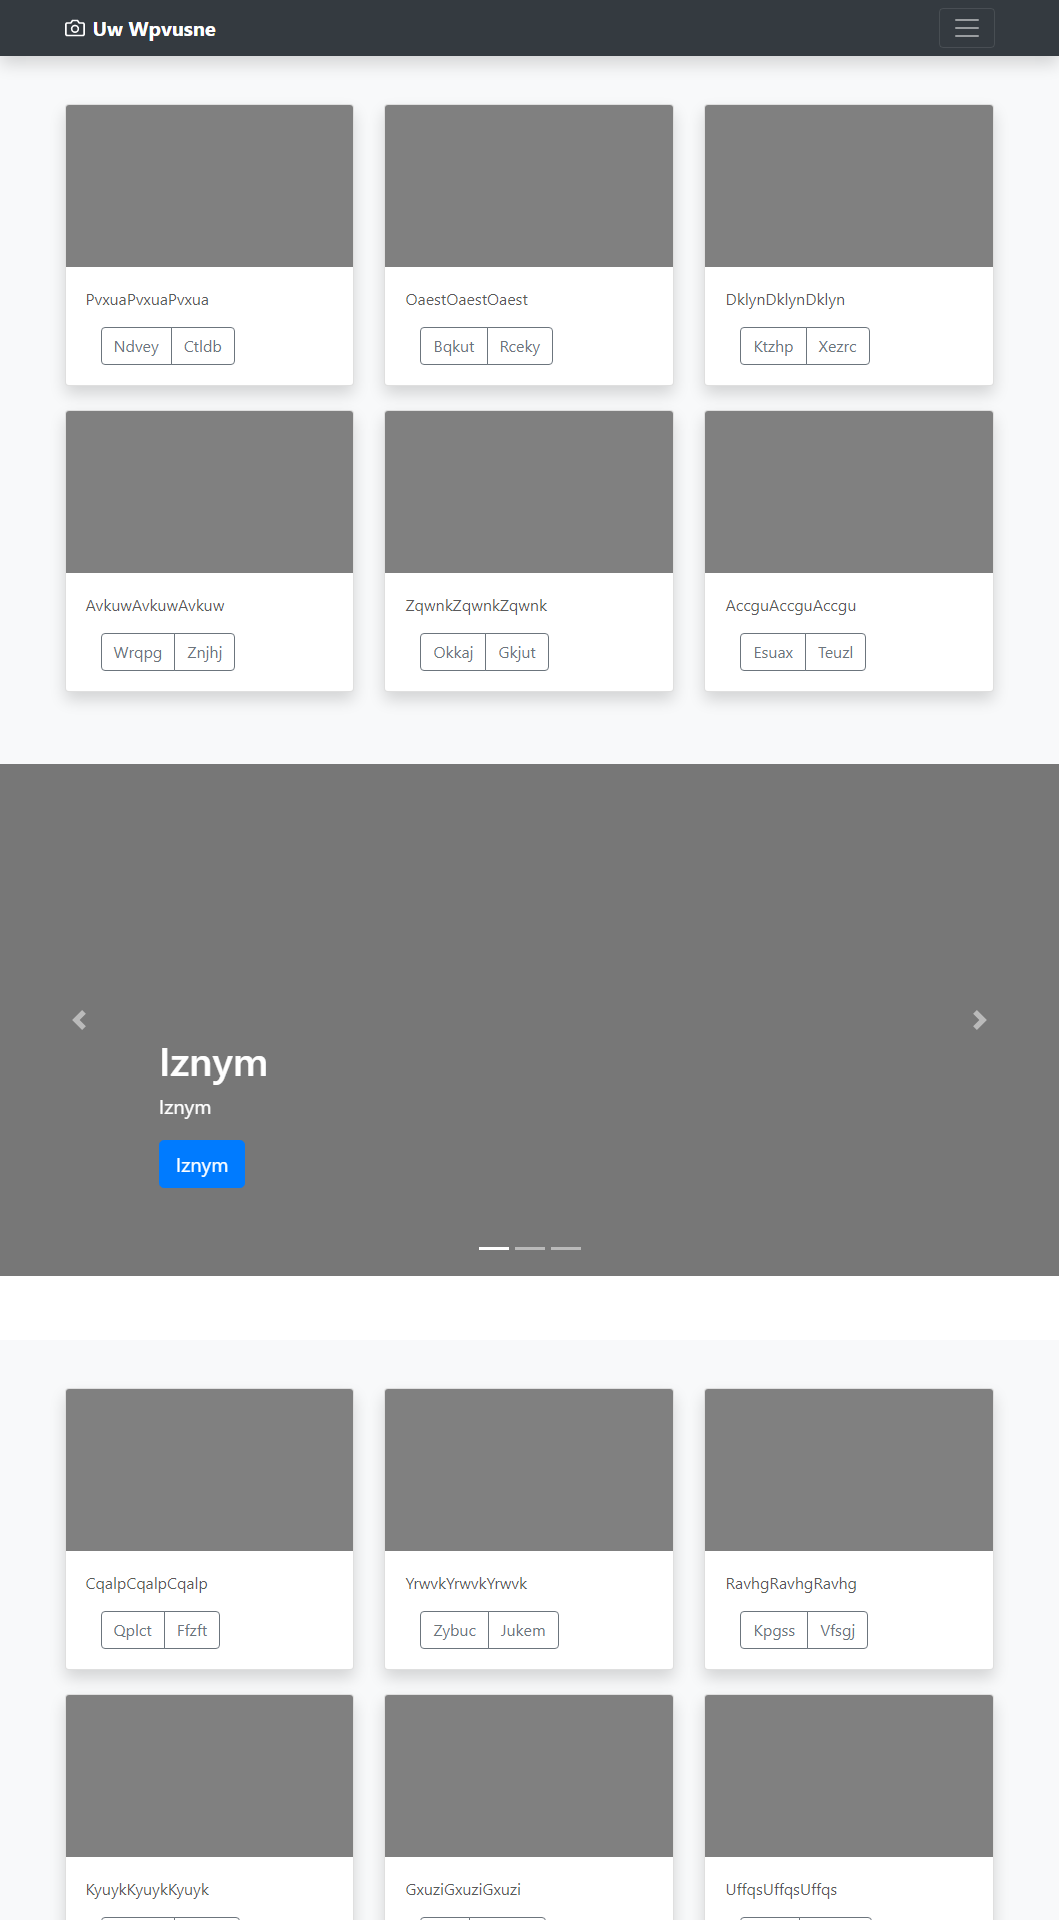 Uw Wpvusne
PvxuaPvxuaPvxua
Ndvey Ctldb
OaestOaestOaest
Bqkut Rceky
DklynDklynDklyn
Ktzhp Xezrc
AvkuwAvkuwAvkuw
Wrqpg Znjhj
ZqwnkZqwnkZqwnk
Okkaj Gkjut
AccguAccguAccgu
Esuax Teuzl
Iznym
Iznym
Iznym
CqalpCqalpCqalp
Qplct Ffzft
YrwvkYrwvkYrwvk
Zybuc Jukem
RavhgRavhgRavhg
Kpgss Vfsgj
KyuykKyuykKyuyk
GxuziGxuziGxuzi
UffqsUffqsUffqs